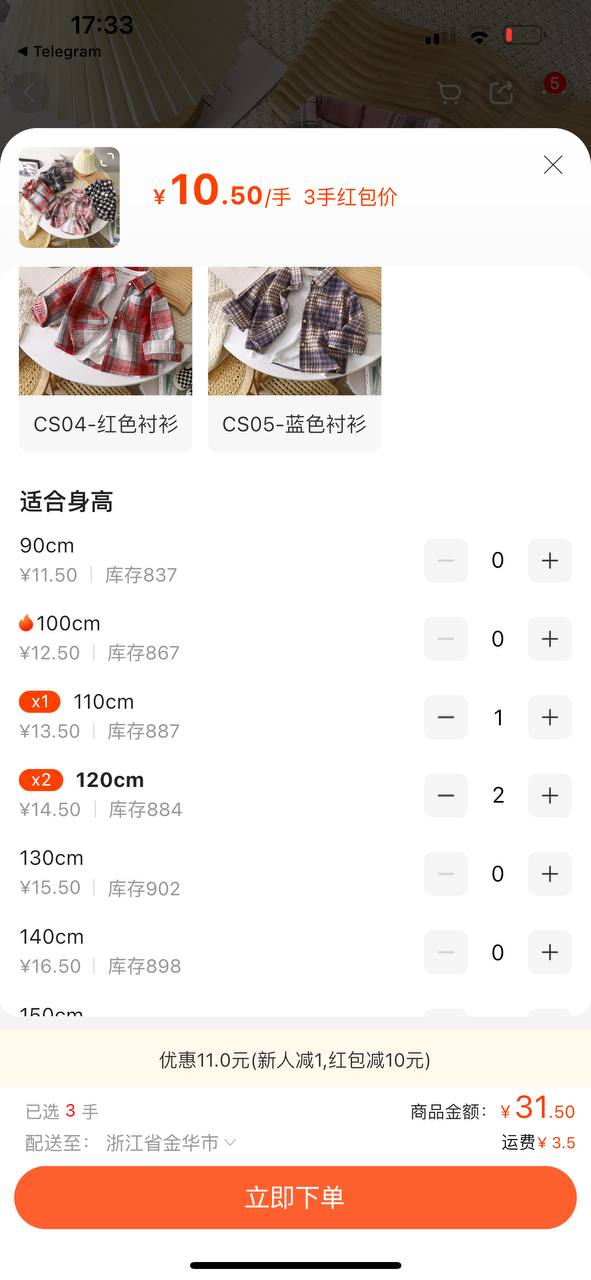 17:33
◀ Telegram
5
¥10.50/手 3手红包价
CS04-红色衬衫
CS05-蓝色衬衫
适合身高
90cm
¥11.50 | 库存837
0
100cm
¥12.50 | 库存867
0
x1 110cm
¥13.50 | 库存887
1
x2 120cm
¥14.50 | 库存884
2
130cm
¥15.50 | 库存902
0
140cm
¥16.50 | 库存898
0
150cm
优惠11.0元(新人减1,红包减10元)
已选 3 手
商品金额: ¥31.50
配送至: 浙江省金华市
运费¥3.5
立即下单